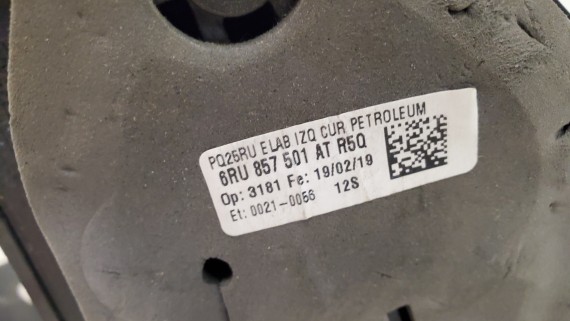 PQ26RU ELAB IZQ CUR PETROLEUM
6RU 857 501 AT R5Q
Op: 3181 Fe: 19/02/19
Et: 0021-0066 12S